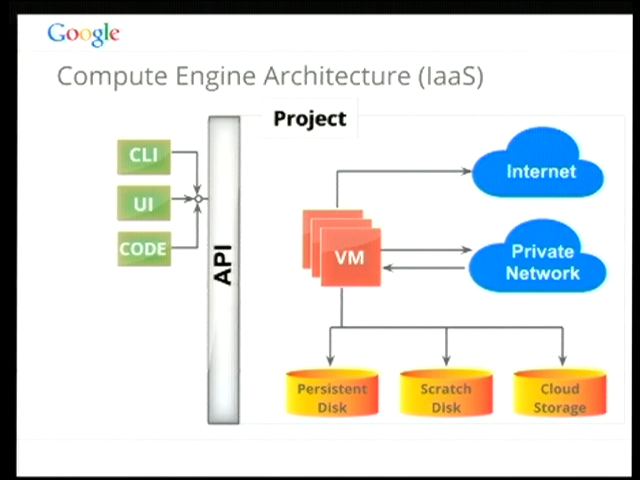 Google
Compute Engine Architecture (IaaS)
Project
CLI
UI
CODE
API
VM
Internet
Private
Network
Persistent
Disk
Scratch
Disk
Cloud
Storage